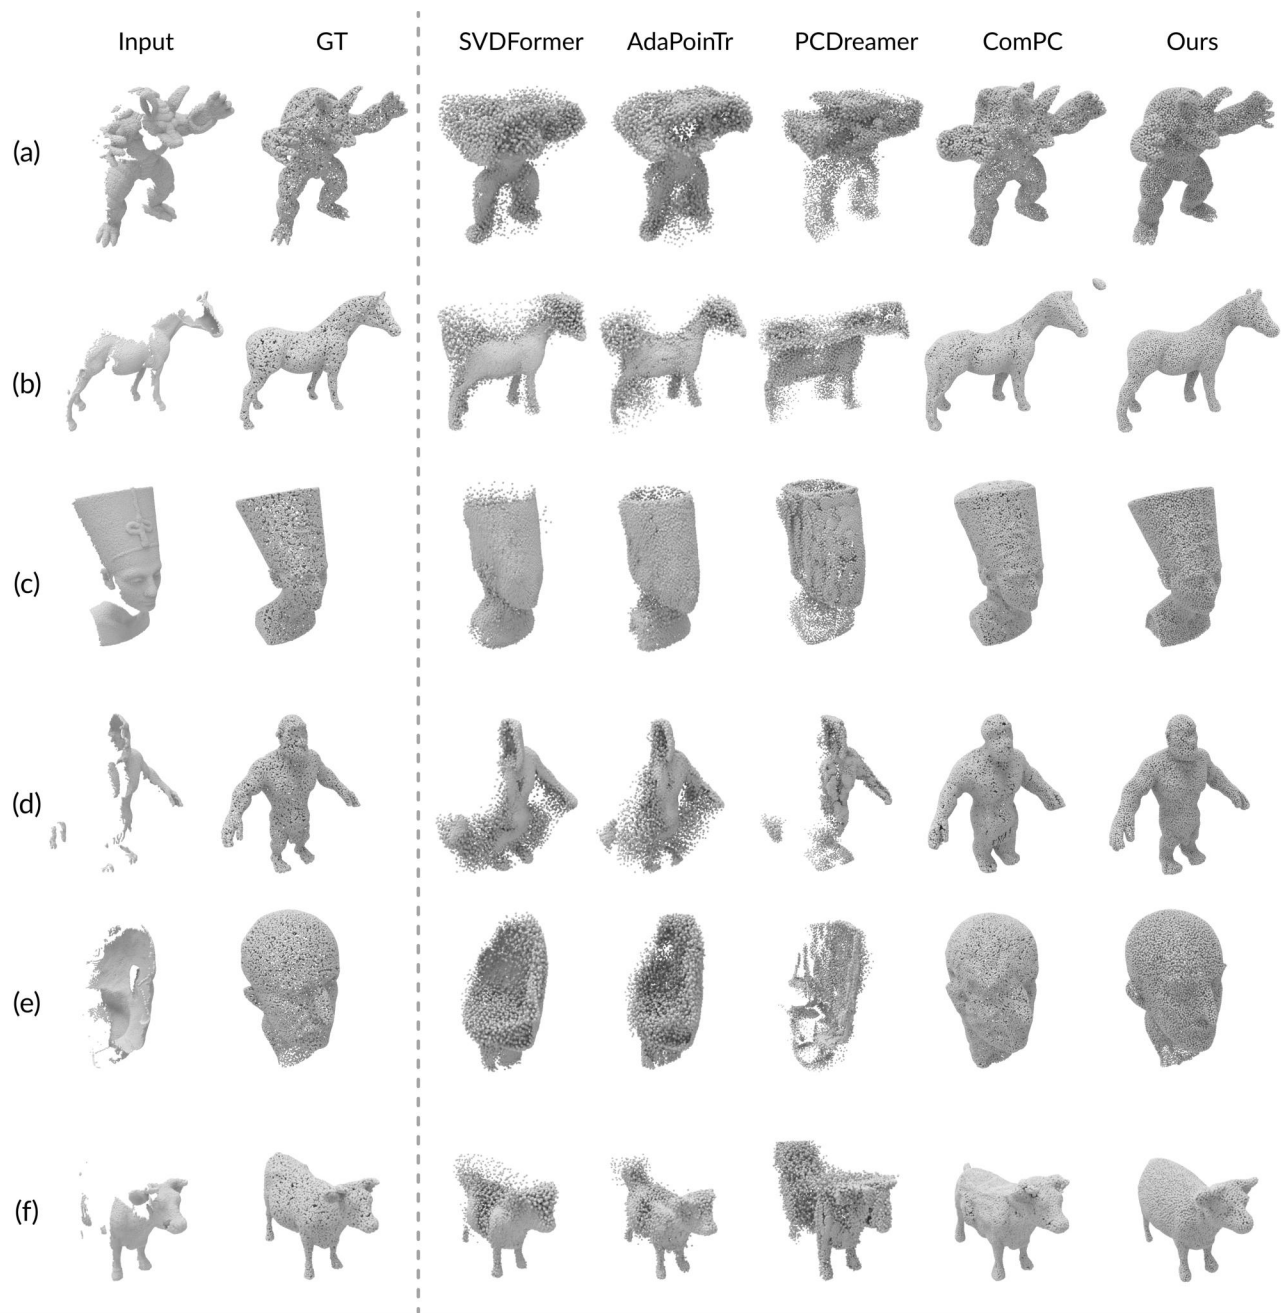 Input GT SVDFormer AdaPoinTr PCDreamer ComPC Ours
(a)
(b)
(c)
(d)
(e)
(f)